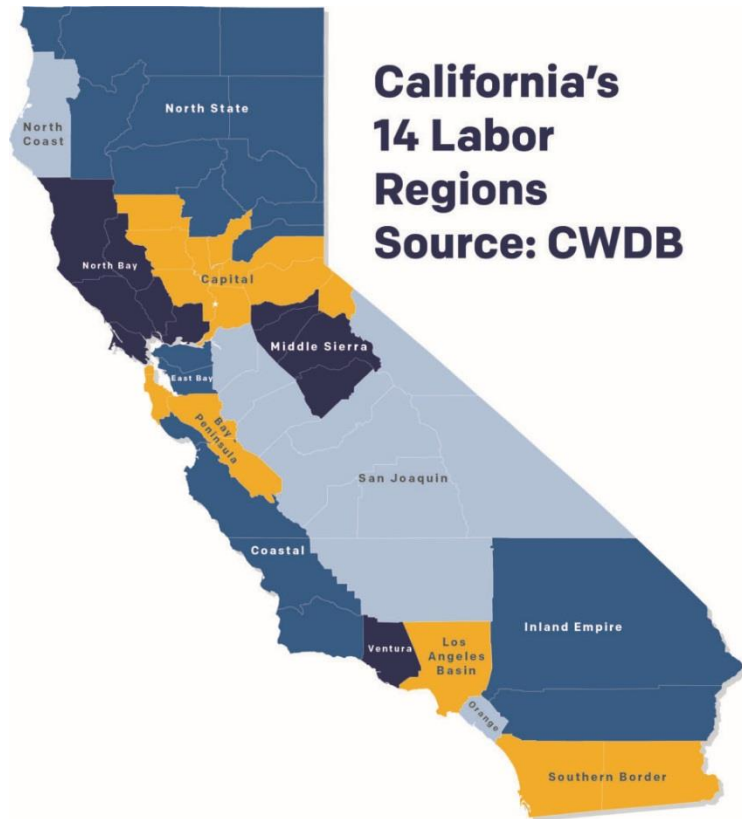 California's
14 Labor
Regions
Source: CWDB
North State
North
Coast
North Bay
Capital
Middle Sierra
East Bay
Bay -
Peninsula
San Joaquin
Coastal
Inland Empire
Ventura
Los
Angeles
Basin
Orange
Southern Border